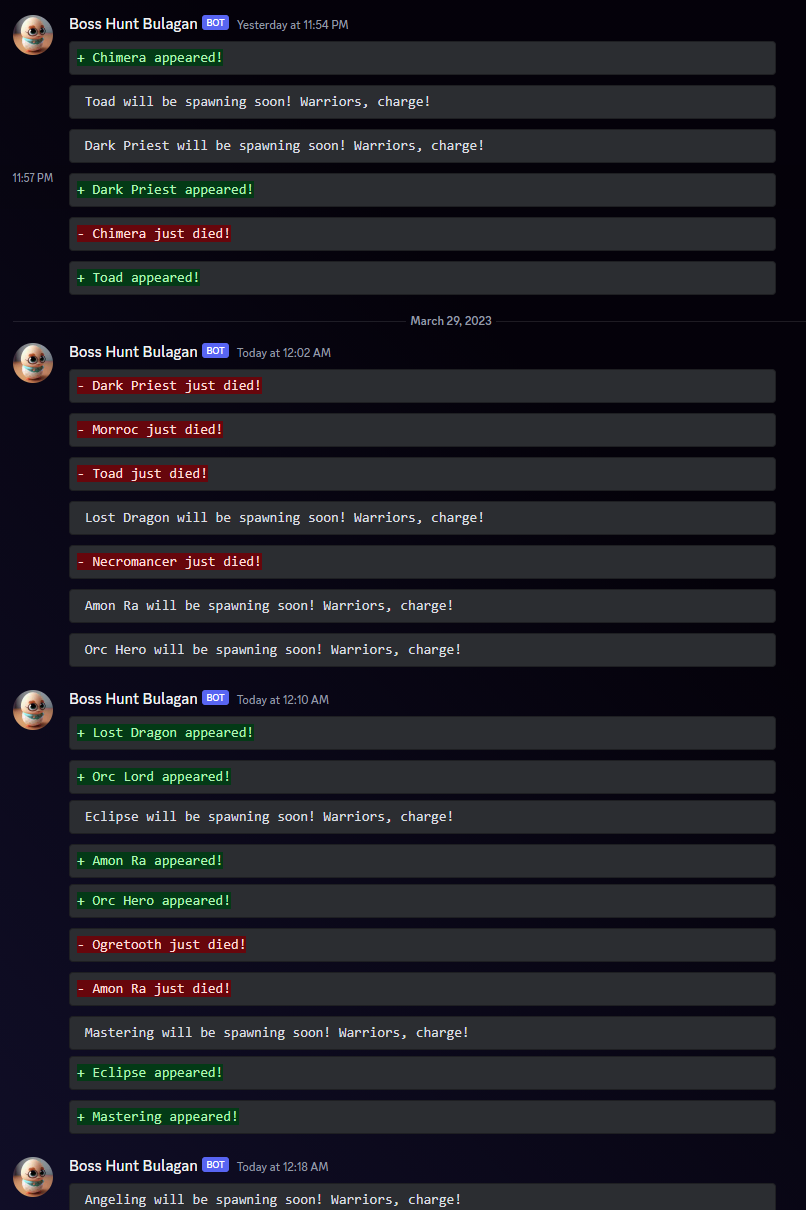 Boss Hunt Bulagan BOT Yesterday at 11:54 PM
+ Chimera appeared!
Toad will be spawning soon! Warriors, charge!
Dark Priest will be spawning soon! Warriors, charge!
11:57 PM + Dark Priest appeared!
- Chimera just died!
+ Toad appeared!
March 29, 2023
Boss Hunt Bulagan BOT Today at 12:02 AM
- Dark Priest just died!
- Morroc just died!
- Toad just died!
Lost Dragon will be spawning soon! Warriors, charge!
- Necromancer just died!
Amon Ra will be spawning soon! Warriors, charge!
Orc Hero will be spawning soon! Warriors, charge!
Boss Hunt Bulagan BOT Today at 12:10 AM
+ Lost Dragon appeared!
+ Orc Lord appeared!
Eclipse will be spawning soon! Warriors, charge!
+ Amon Ra appeared!
+ Orc Hero appeared!
- Ogretooth just died!
- Amon Ra just died!
Mastering will be spawning soon! Warriors, charge!
+ Eclipse appeared!
+ Mastering appeared!
Boss Hunt Bulagan BOT Today at 12:18 AM
Angeling will be spawning soon! Warriors, charge!